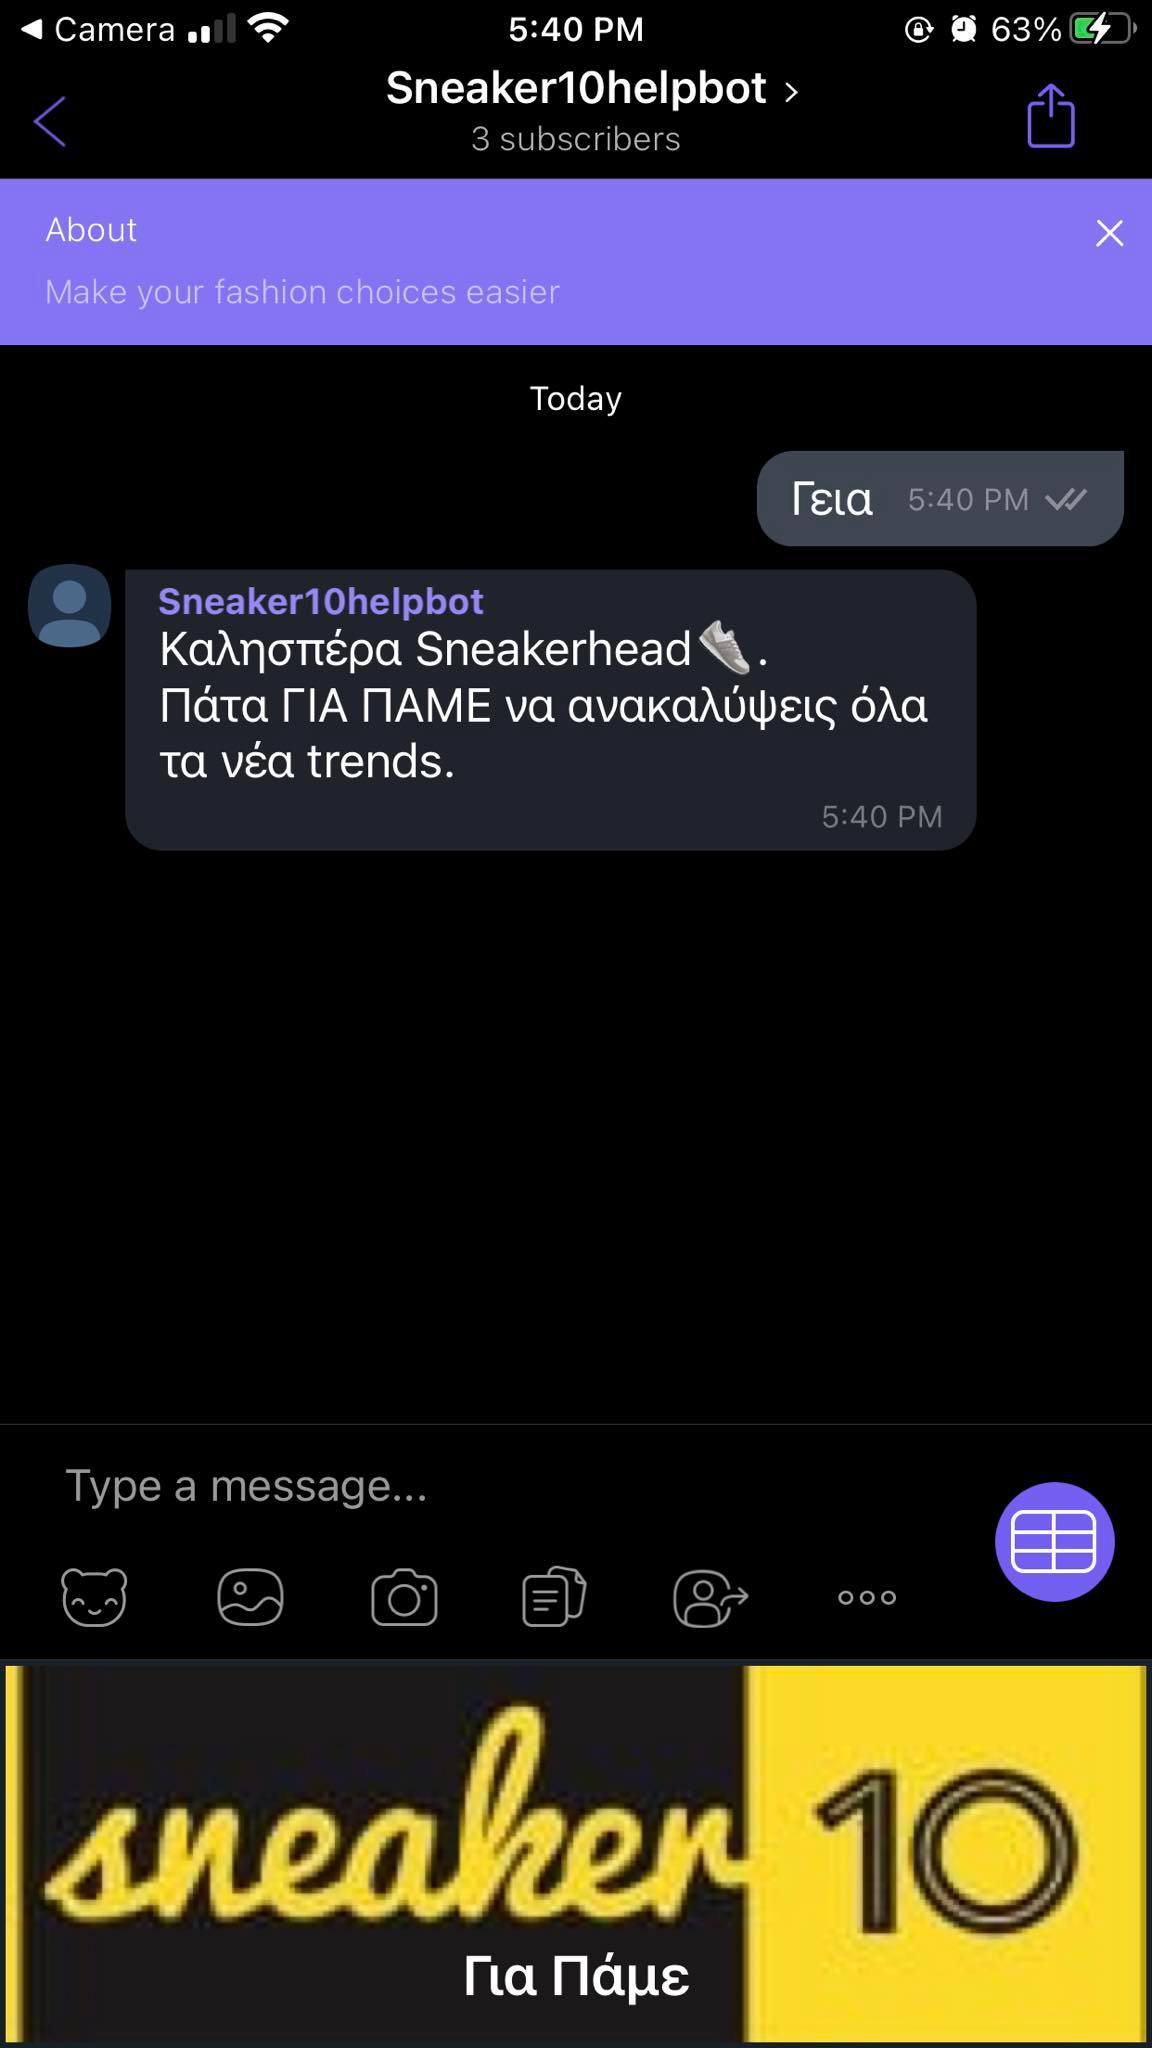 Camera
5:40 PM
63%
Sneaker10helpbot
3 subscribers
About
Make your fashion choices easier
Today
Γεια 5:40 PM
Sneaker10helpbot
Καλησπέρα Sneakerhead👟.
Πάτα ΓΙΑ ΠΑΜΕ να ανακαλύψεις όλα
τα νέα trends.
5:40 PM
Type a message...
sneaker 10
Για Πάμε